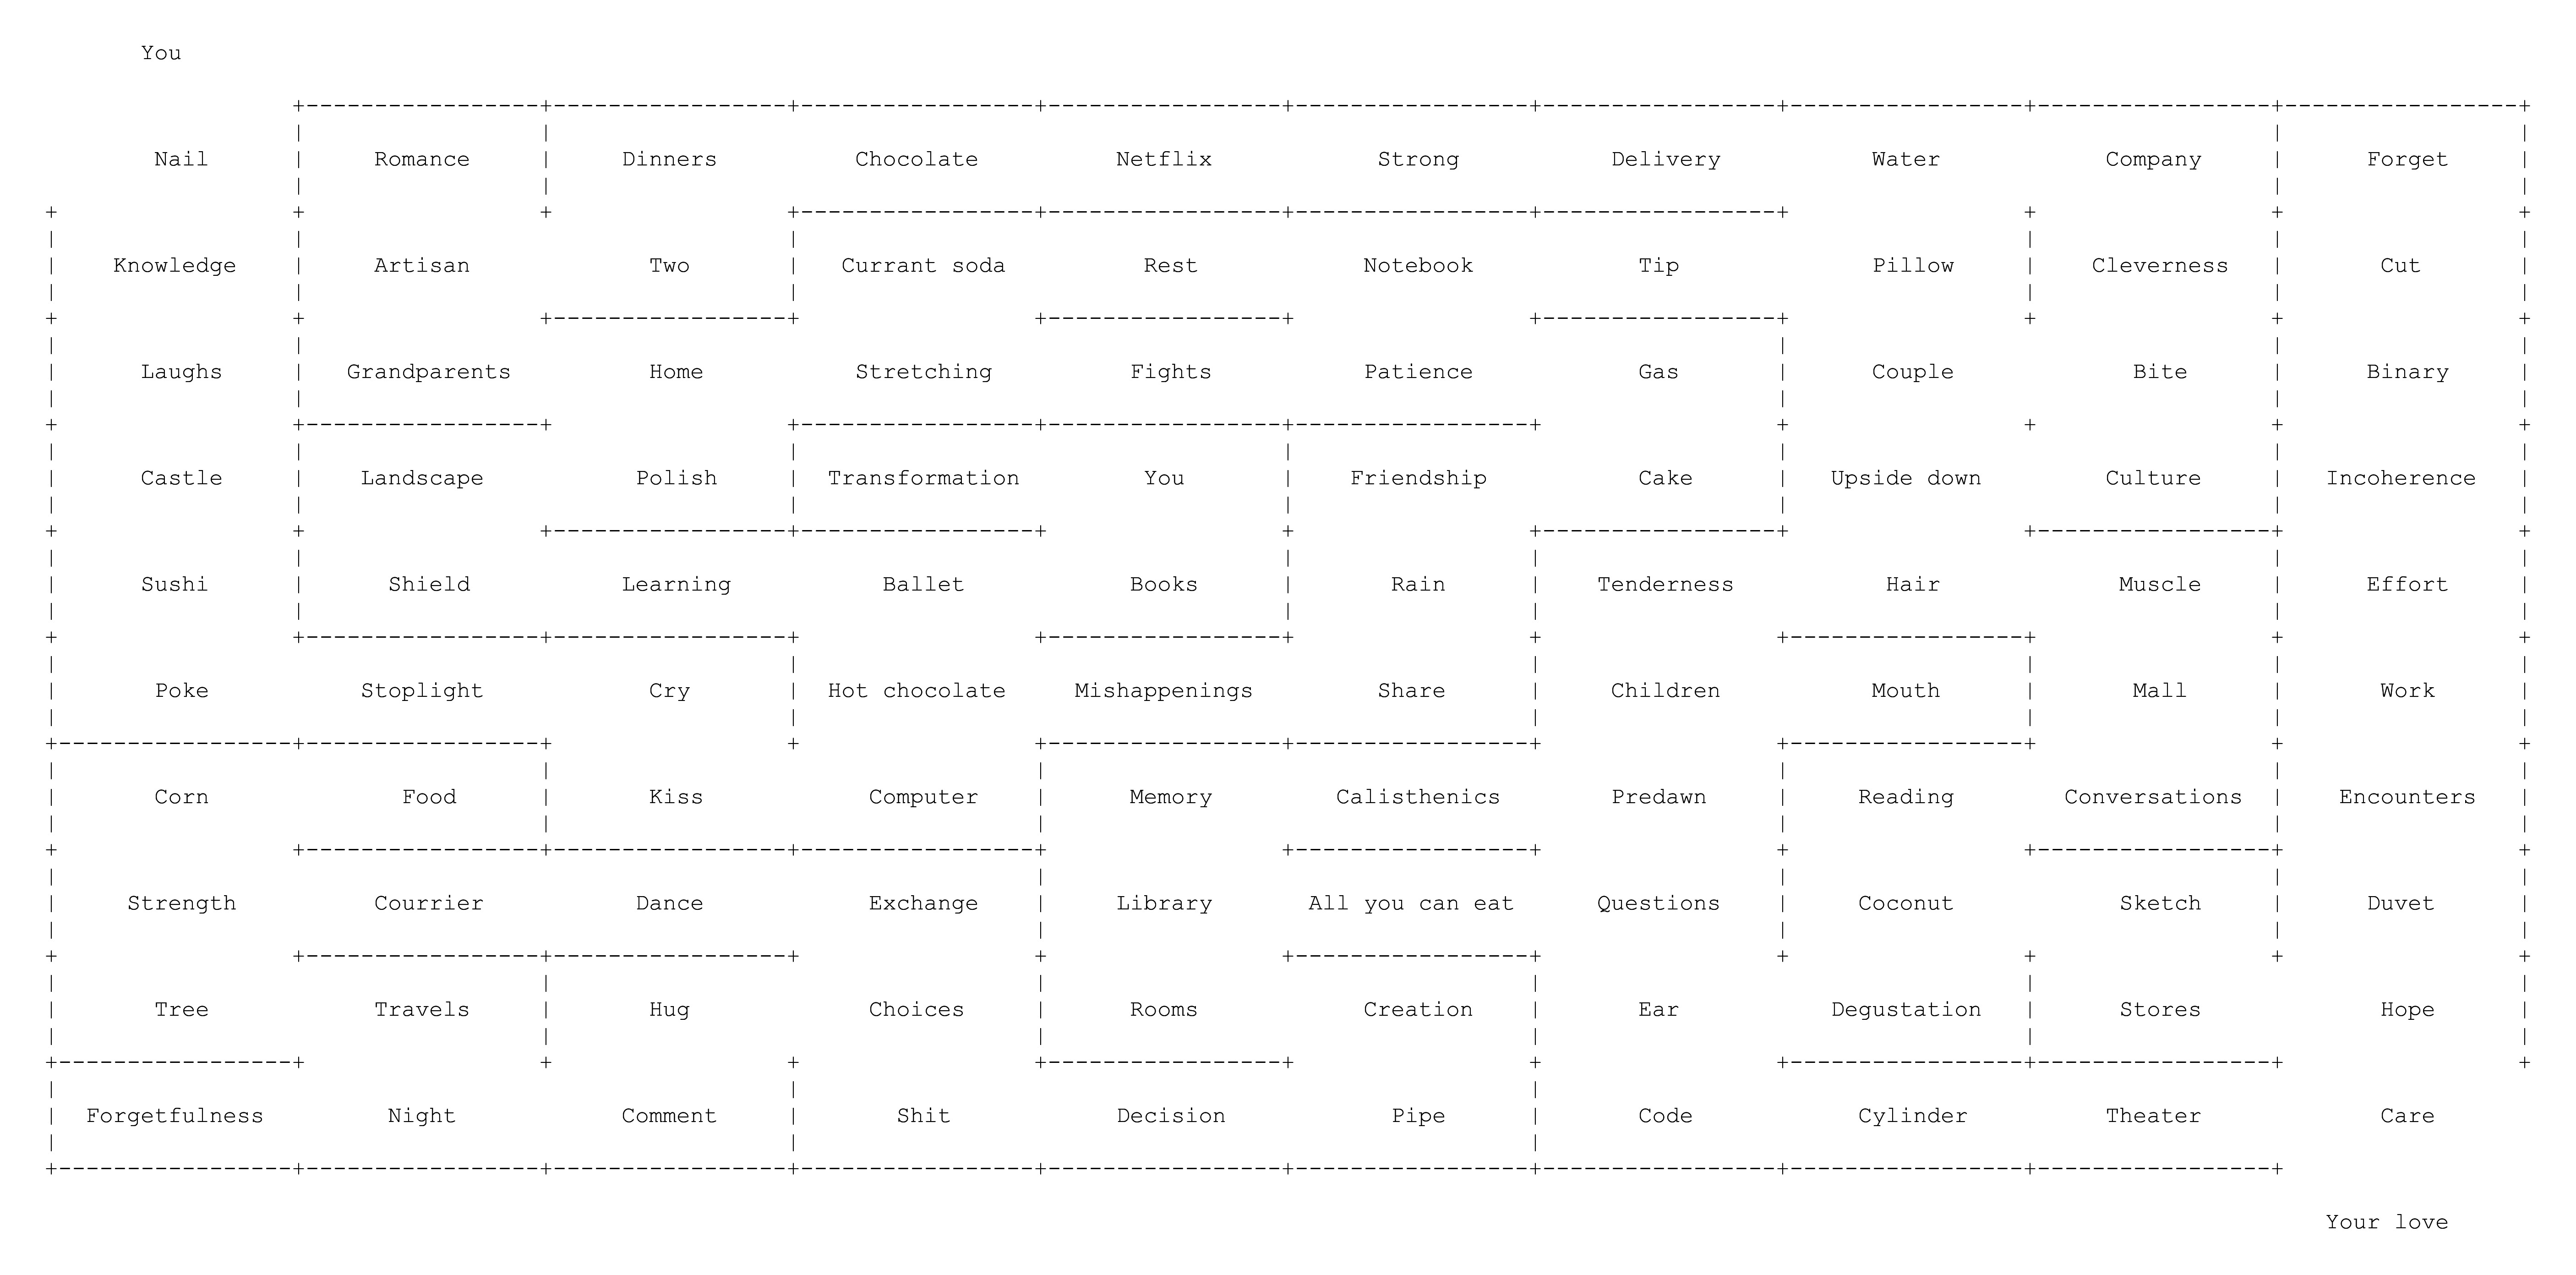 You
Nail Romance Dinners Chocolate Netflix Strong Delivery Water Company Forget
Knowledge Artisan Two Currant soda Rest Notebook Tip Pillow Cleverness Cut
Laughs Grandparents Home Stretching Fights Patience Gas Couple Bite Binary
Castle Landscape Polish Transformation You Friendship Cake Upside down Culture Incoherence
Sushi Shield Learning Ballet Books Rain Tenderness Hair Muscle Effort
Poke Stoplight Cry Hot chocolate Mishappenings Share Children Mouth Mall Work
Corn Food Kiss Computer Memory Calisthenics Predawn Reading Conversations Encounters
Strength Courrier Dance Exchange Library All you can eat Questions Coconut Sketch Duvet
Tree Travels Hug Choices Rooms Creation Ear Degustation Stores Hope
Forgetfulness Night Comment Shit Decision Pipe Code Cylinder Theater Care
Your love